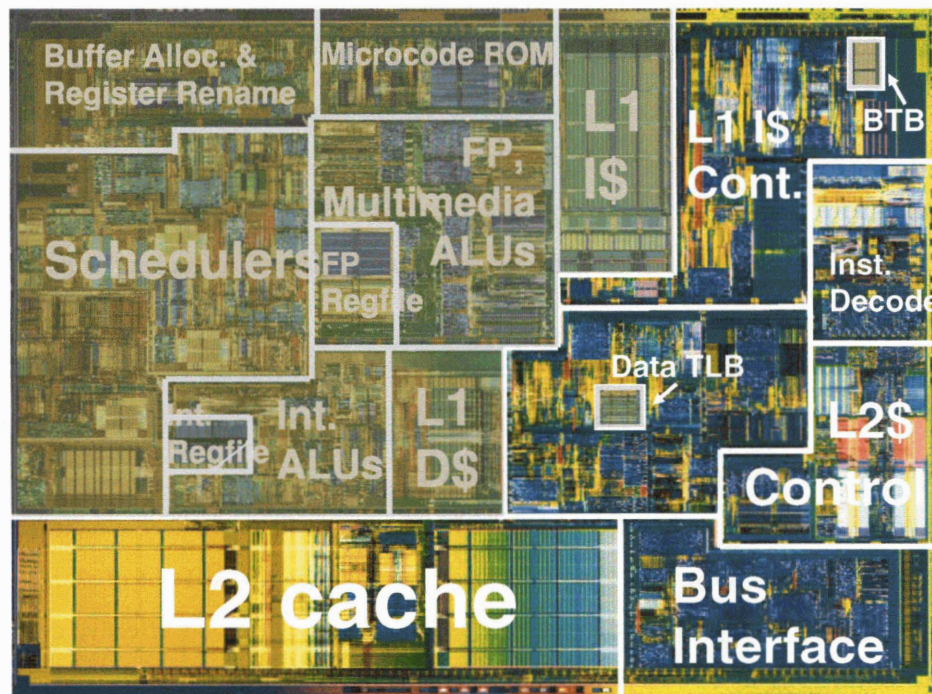 Buffer Alloc. &
Register Rename
Microcode ROM
L1
I$
L1 I$
Cont.
BTB
FP,
Multimedia
ALUs
Schedulers
FP
Regfile
Inst.
Decode
Data TLB
Int.
Regfile
Int.
ALUs
L1
D$
L2$
Control
L2 cache
Bus
Interface